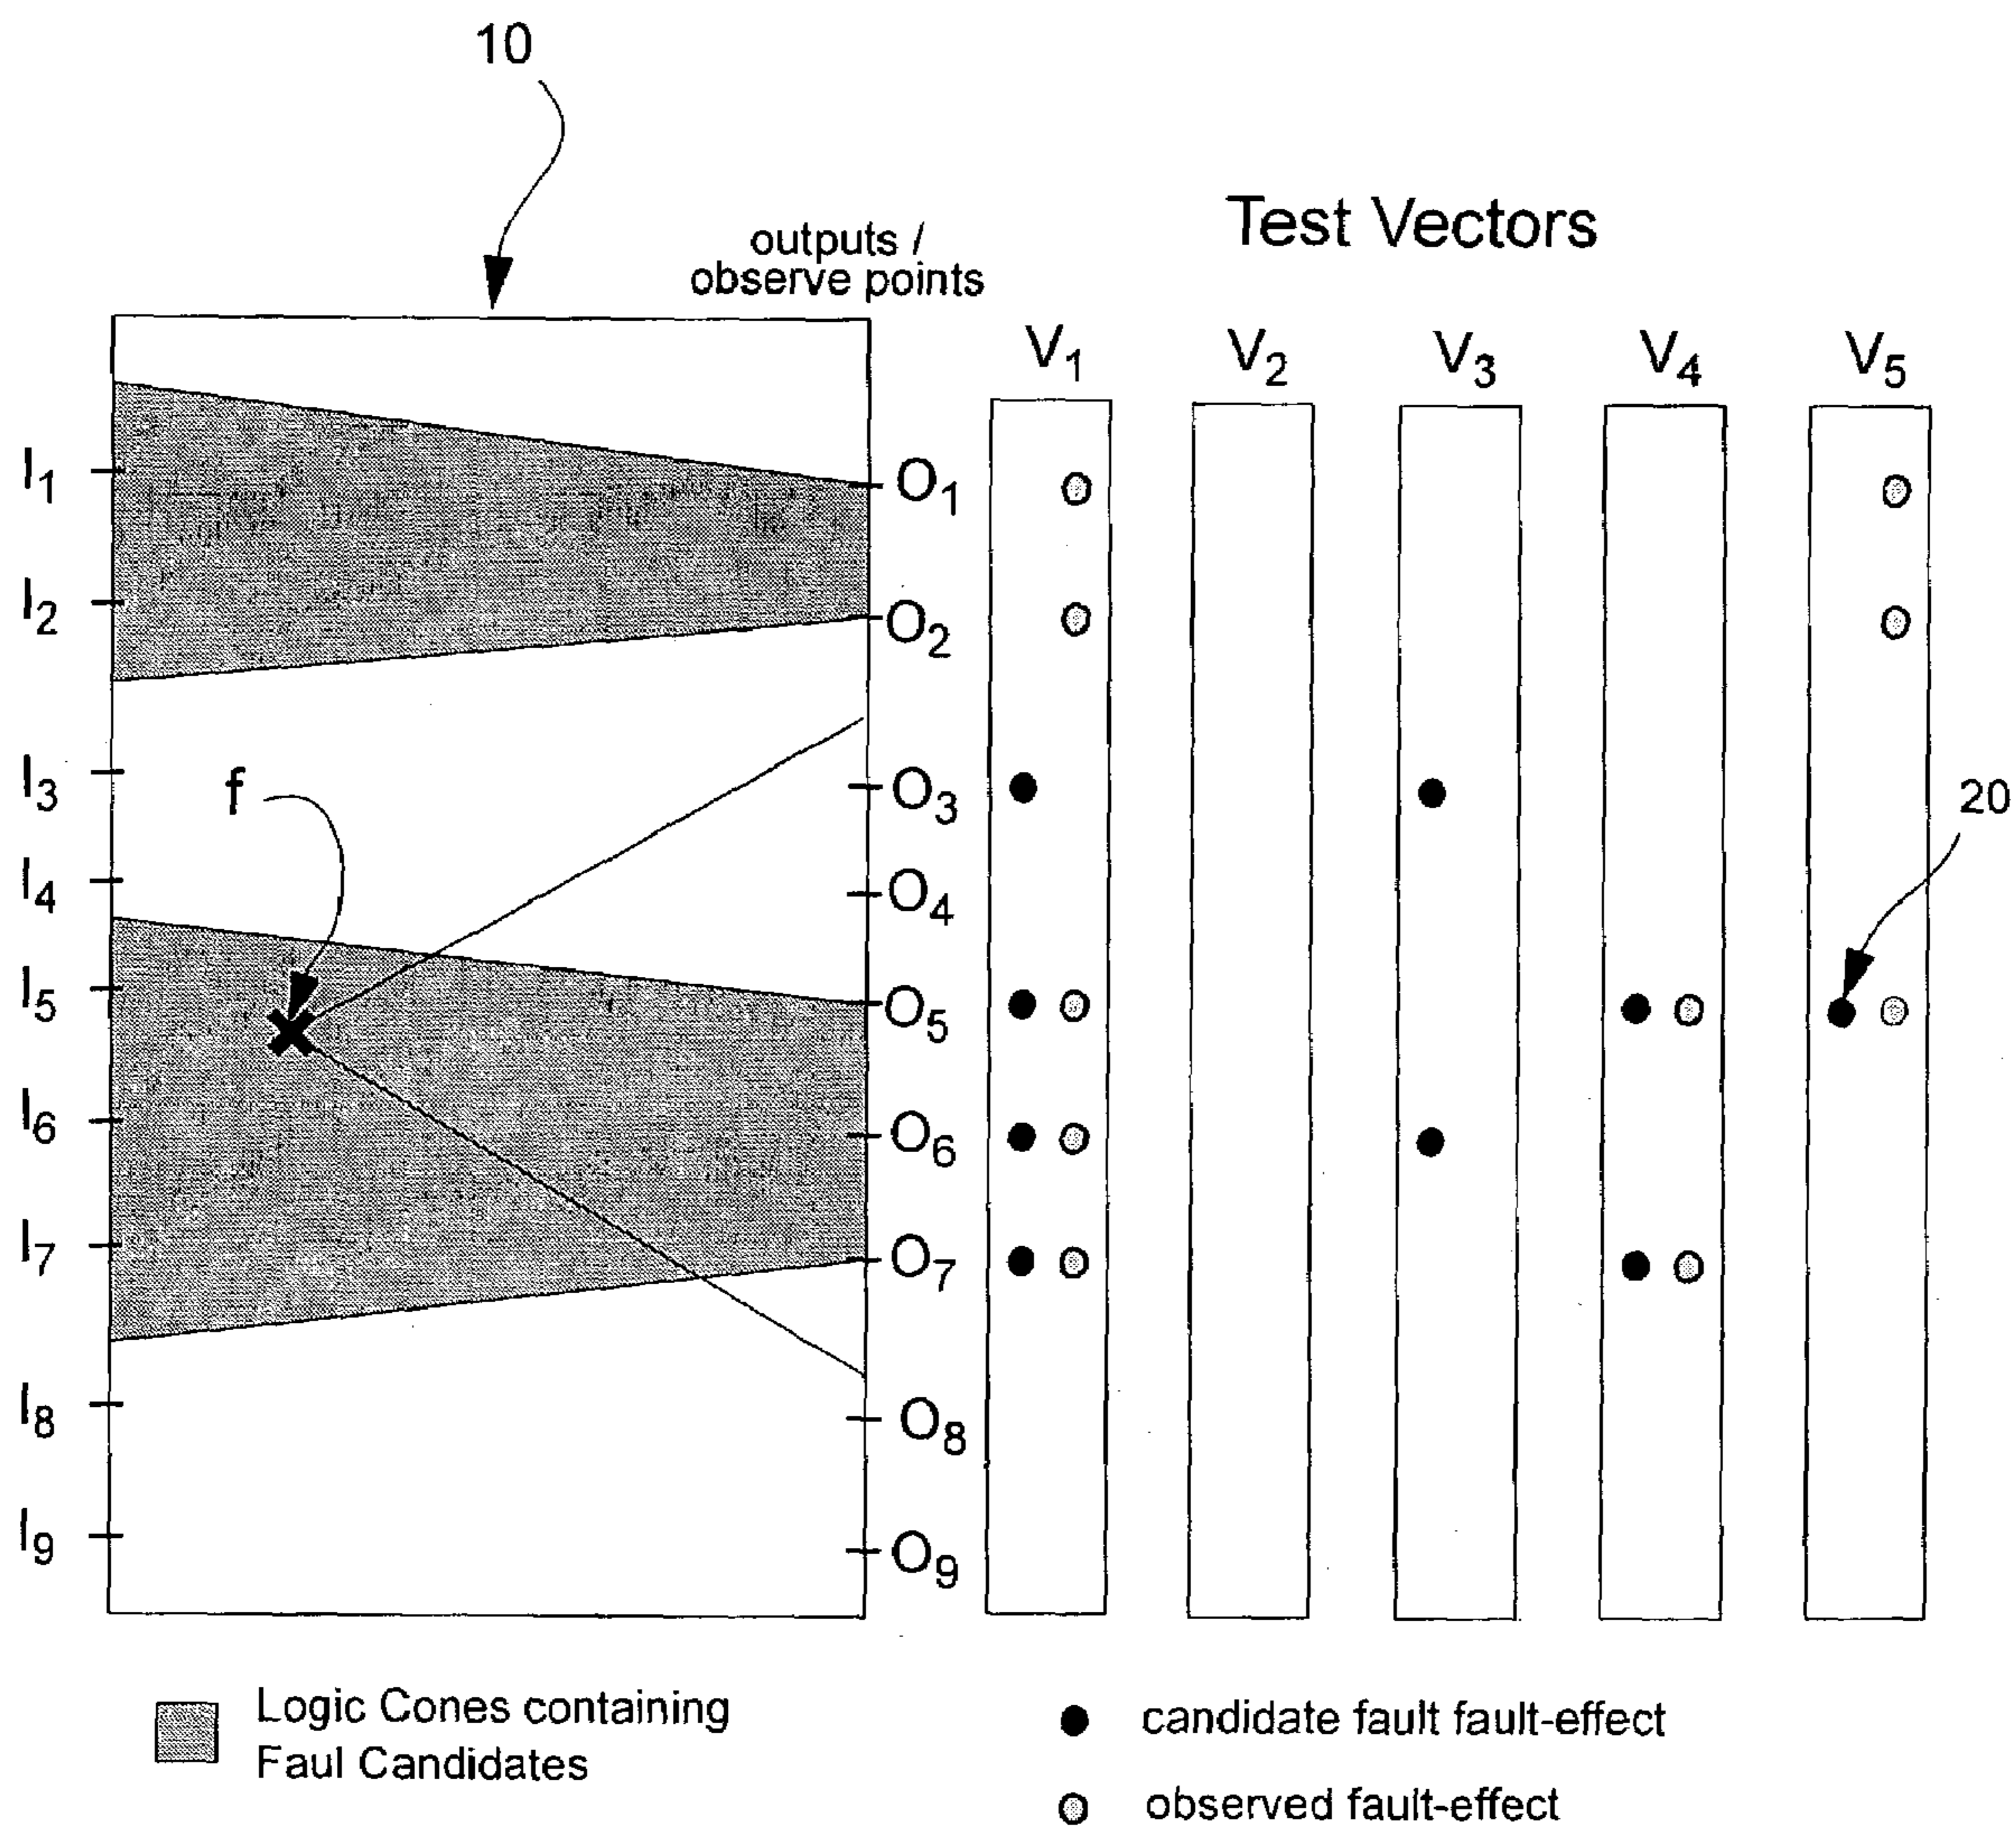 10
outputs /
observe points
Test Vectors
V1
V2
V3
V4
V5
I1
I2
I3
I4
I5
I6
I7
I8
I9
f
O1
O2
O3
O4
O5
O6
O7
O8
O9
20
Logic Cones containing
Faul Candidates
candidate fault fault-effect
observed fault-effect